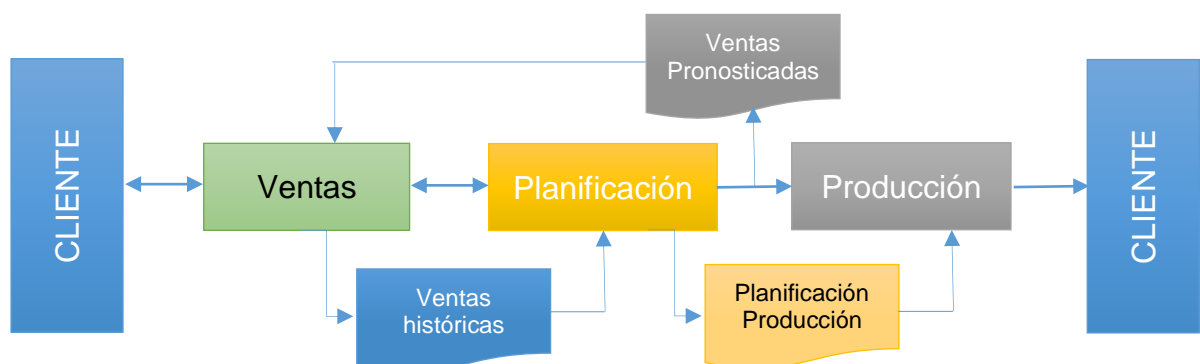 Ventas
Pronosticadas
CLIENTE
Ventas
Planificación
Producción
CLIENTE
Ventas
históricas
Planificación
Producción